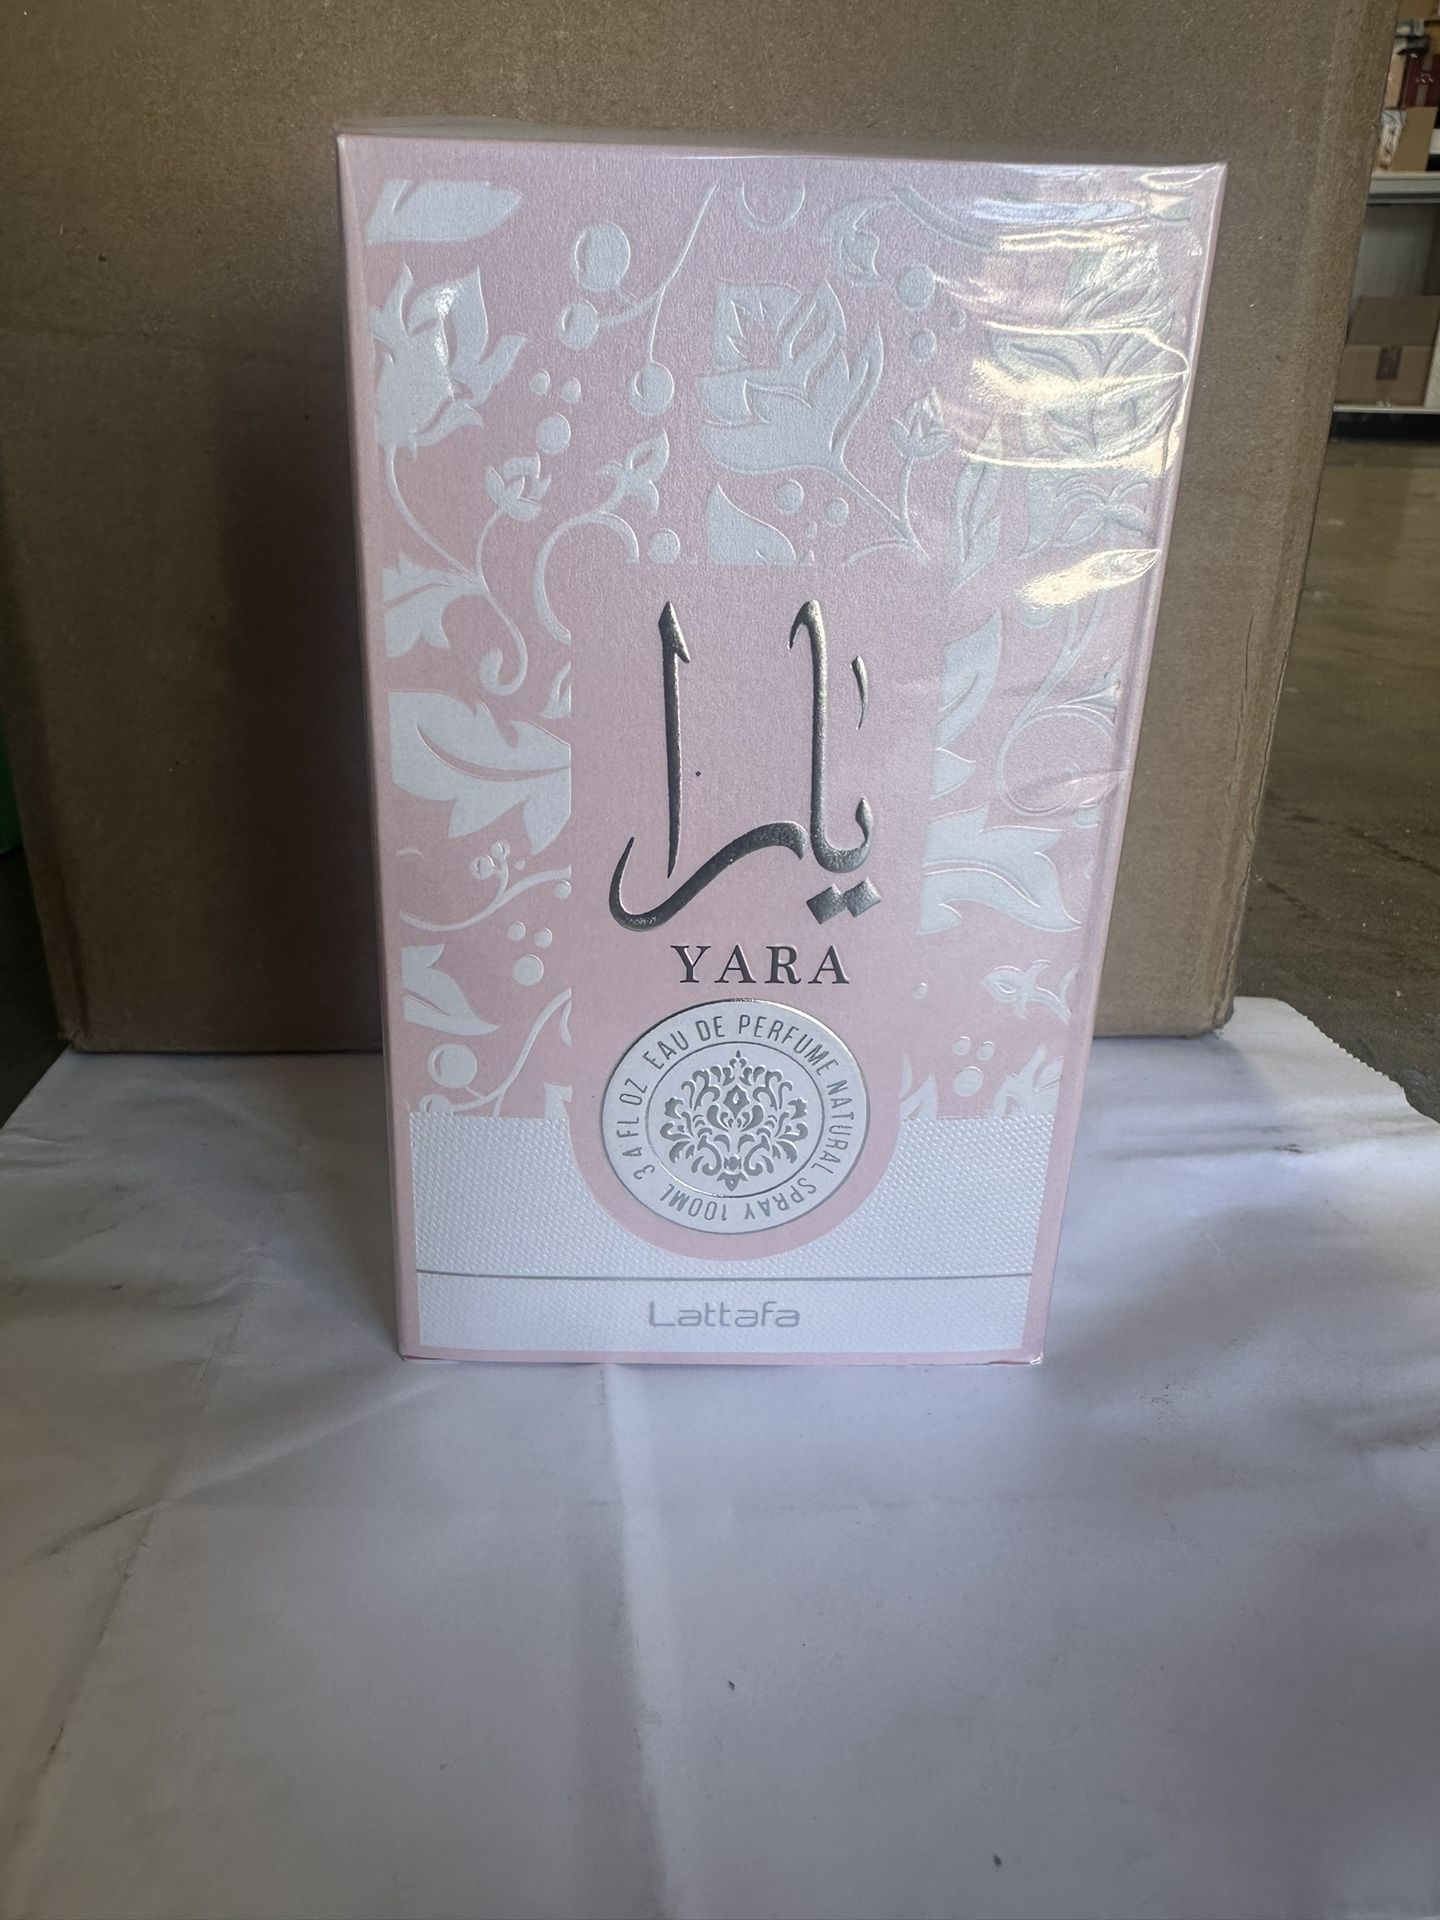 يارا
YARA
EAU DE PERFUME NATURAL SPRAY 100ML 3 4 FL OZ
Lattafa